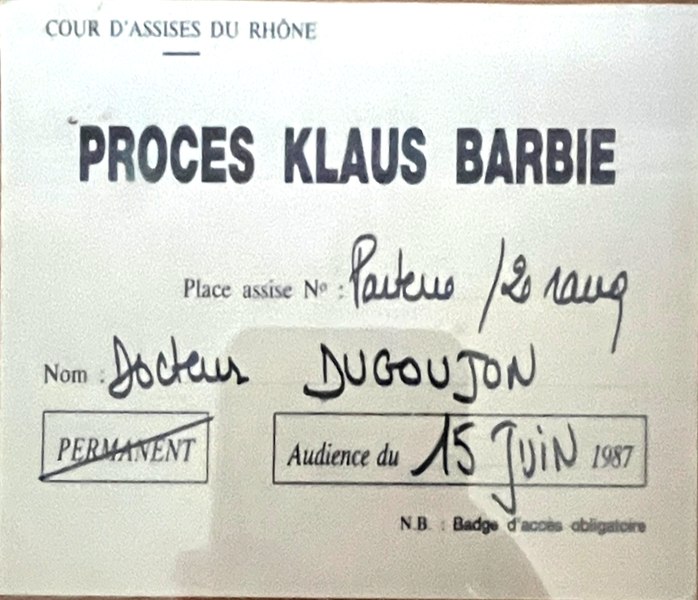 COUR D'ASSISES DU RHÔNE
PROCES KLAUS BARBIE
Place assise Nº : /2e rang
Nom : Docteur DUGOUJON
PERMANENT
Audience du 15 JUIN 1987
N.B. : Badge d'accès obligatoire